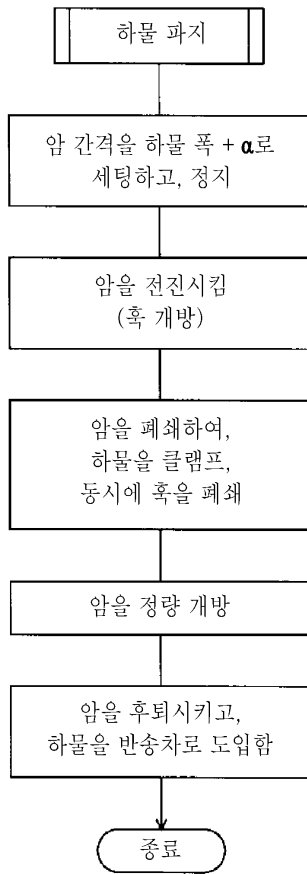 하물 파지
암 간격을 하물 폭 + α로
세팅하고, 정지
암을 전진시킴
(훅 개방)
암을 폐쇄하여,
하물을 클램프,
동시에 훅을 폐쇄
암을 정량 개방
암을 후퇴시키고,
하물을 반송차로 도입함
종료